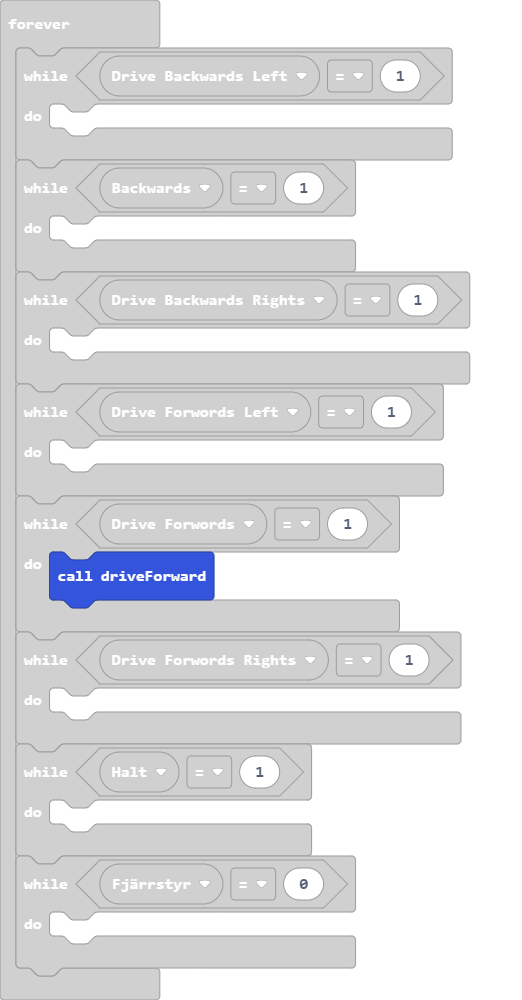 forever
while Drive Backwards Left = 1
do
while Backwards = 1
do
while Drive Backwards Rights = 1
do
while Drive Forwords Left = 1
do
while Drive Forwords = 1
do call driveForward
while Drive Forwords Rights = 1
do
while Halt = 1
do
while Fjärrstyr = 0
do